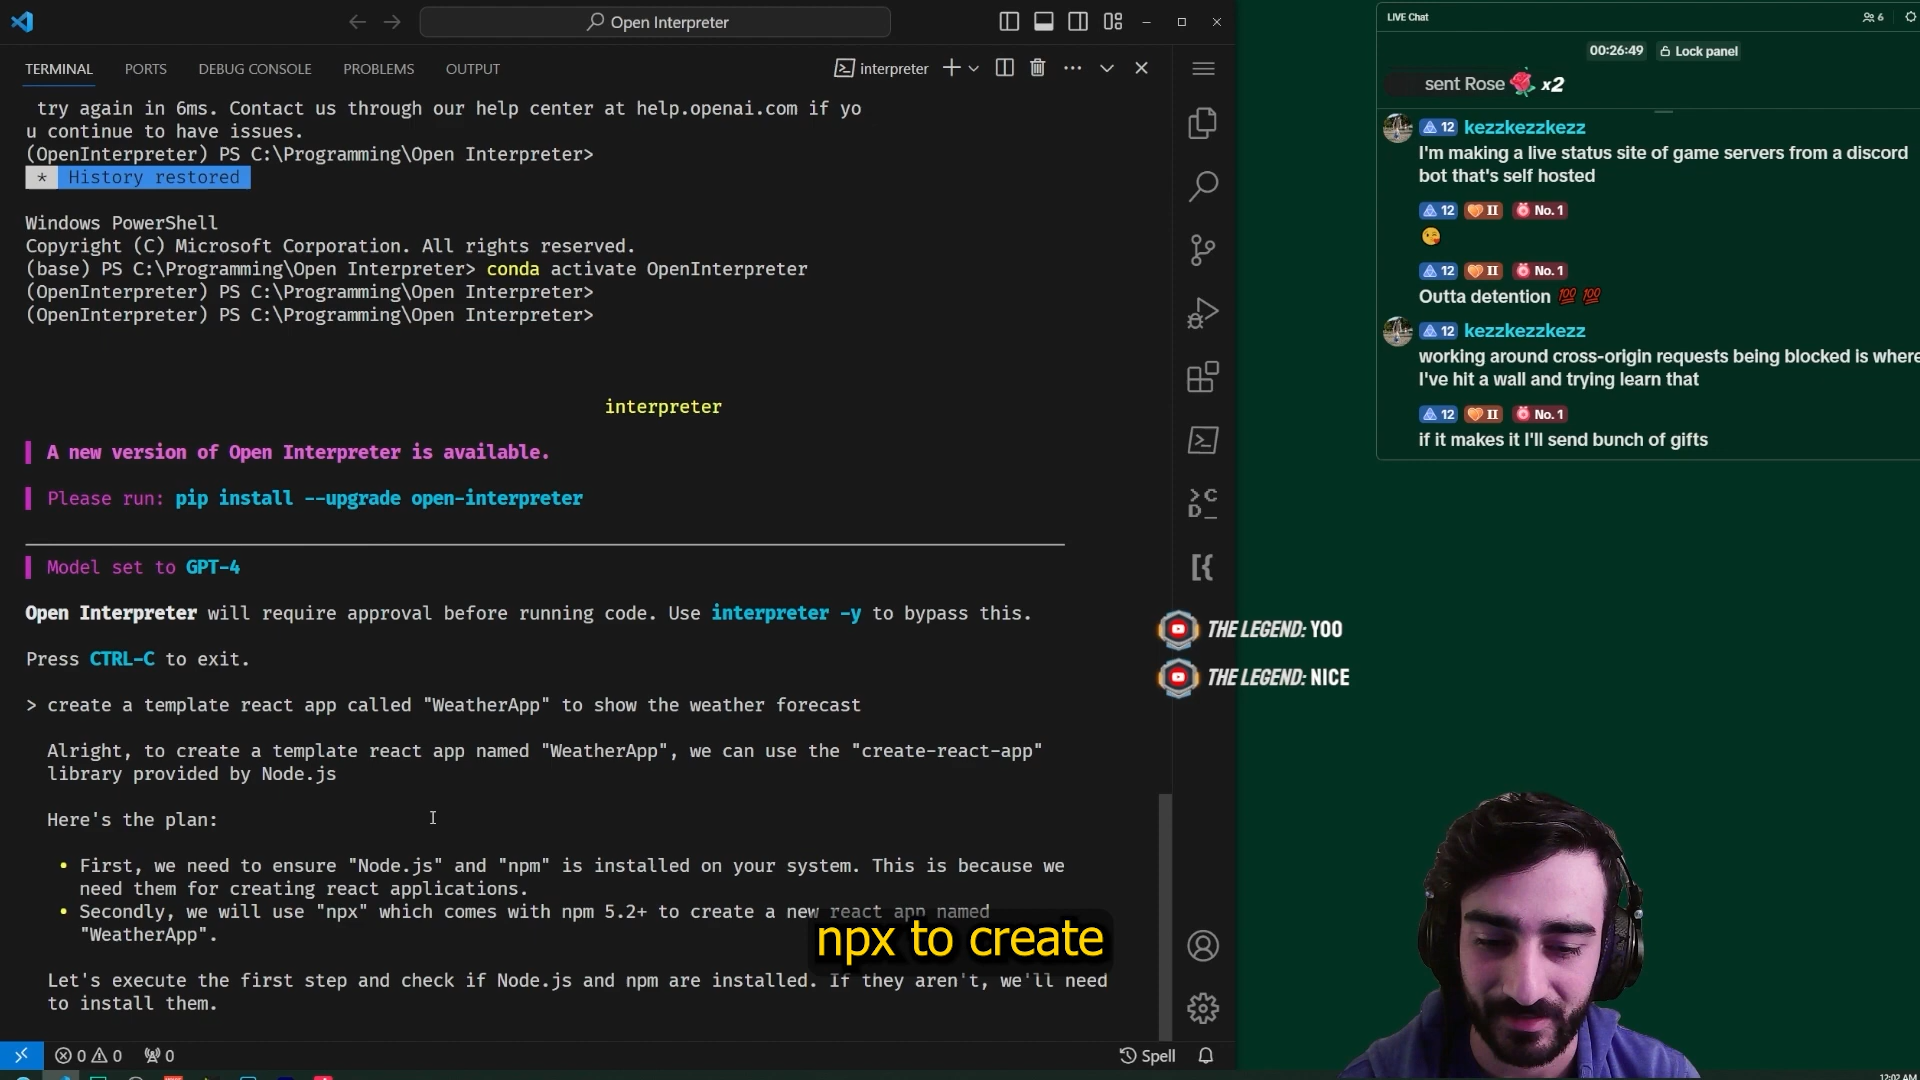 Open Interpreter
TERMINAL PORTS DEBUG CONSOLE PROBLEMS OUTPUT
interpreter
try again in 6ms. Contact us through our help center at help.openai.com if yo
u continue to have issues.
(OpenInterpreter) PS C:\Programming\Open Interpreter>
* History restored
Windows PowerShell
Copyright (C) Microsoft Corporation. All rights reserved.
(base) PS C:\Programming\Open Interpreter> conda activate OpenInterpreter
(OpenInterpreter) PS C:\Programming\Open Interpreter>
(OpenInterpreter) PS C:\Programming\Open Interpreter>
interpreter
A new version of Open Interpreter is available.
Please run: pip install --upgrade open-interpreter
Model set to GPT-4
Open Interpreter will require approval before running code. Use interpreter -y to bypass this.
Press CTRL-C to exit.
> create a template react app called "WeatherApp" to show the weather forecast
Alright, to create a template react app named "WeatherApp", we can use the "create-react-app"
library provided by Node.js
Here's the plan:
• First, we need to ensure "Node.js" and "npm" is installed on your system. This is because we
need them for creating react applications.
• Secondly, we will use "npx" which comes with npm 5.2+ to create a new react app named
"WeatherApp".
Let's execute the first step and check if Node.js and npm are installed. If they aren't, we'll need
to install them.
npx to create
0 0 0
Spell
LIVE Chat
6
00:26:49 Lock panel
sent Rose x2
12 kezzkezzkezz
I'm making a live status site of game servers from a discord
bot that's self hosted
12 II No. 1
12 II No. 1
Outta detention 💯 💯
12 kezzkezzkezz
working around cross-origin requests being blocked is where
I've hit a wall and trying learn that
12 II No. 1
if it makes it I'll send bunch of gifts
THE LEGEND: YOO
THE LEGEND: NICE
12:02 AM